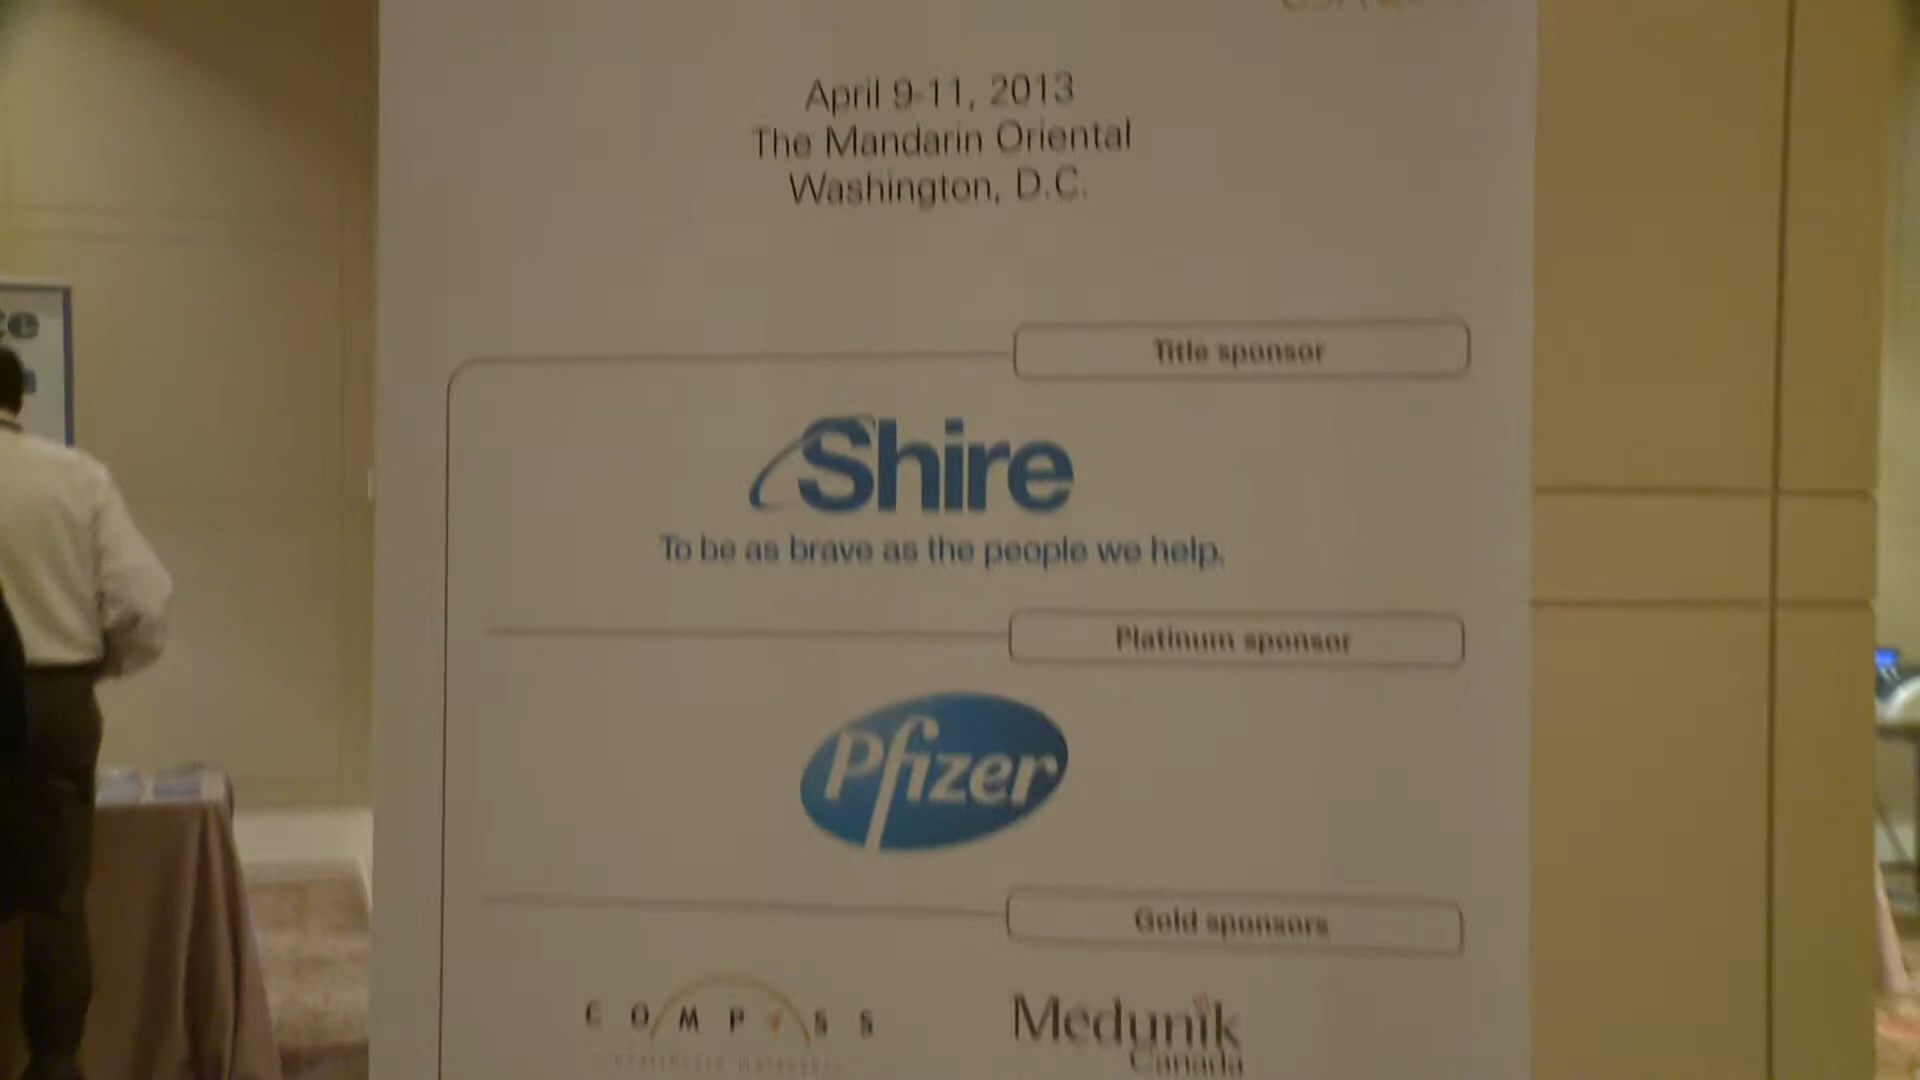 April 9-11, 2013
The Mandarin Oriental
Washington, D.C.
Title sponsor
Shire
To be as brave as the people we help.
Platinum sponsor
Pfizer
Gold sponsors
COMPASS
Medunik
Canada